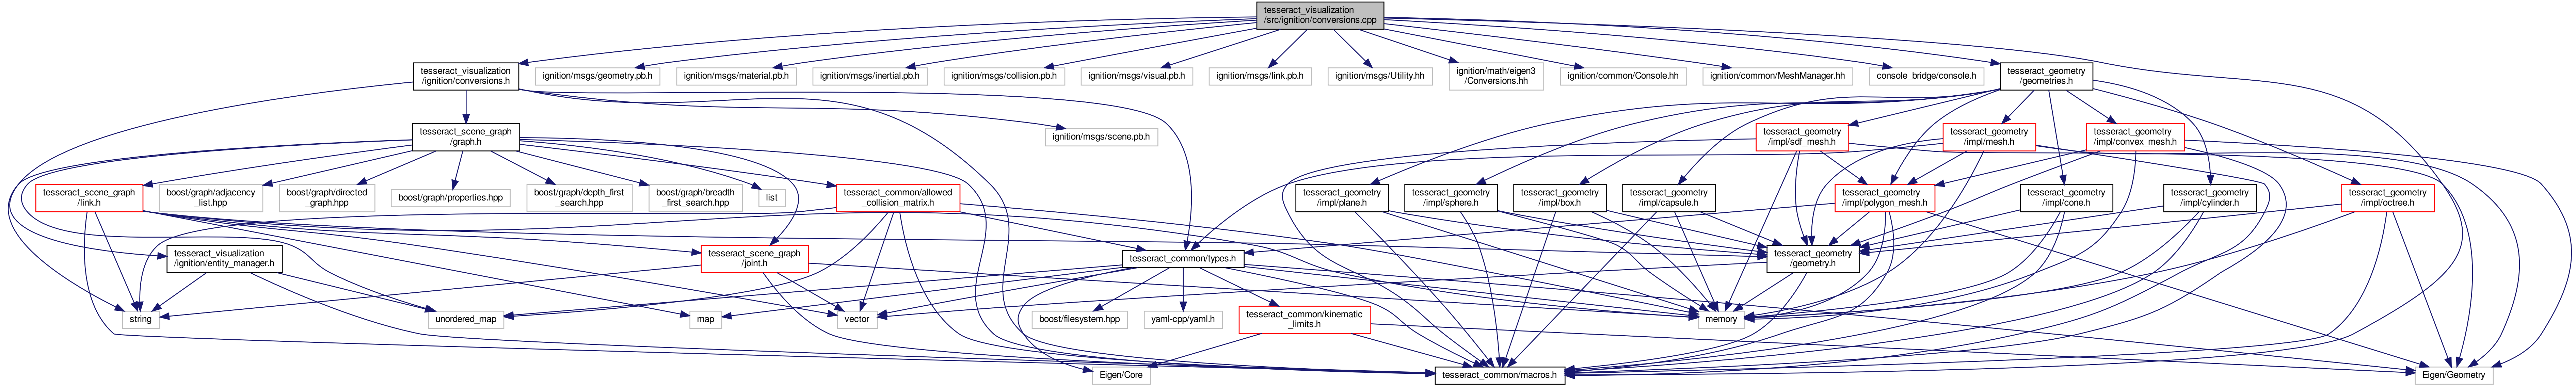 tesseract_visualization
/src/ignition/conversions.cpp
tesseract_visualization
/ignition/conversions.h
ignition/msgs/geometry.pb.h
ignition/msgs/material.pb.h
ignition/msgs/inertial.pb.h
ignition/msgs/collision.pb.h
ignition/msgs/visual.pb.h
ignition/msgs/link.pb.h
ignition/msgs/Utility.hh
ignition/math/eigen3
/Conversions.hh
ignition/common/Console.hh
ignition/common/MeshManager.hh
console_bridge/console.h
tesseract_geometry
/geometries.h
tesseract_scene_graph
/graph.h
ignition/msgs/scene.pb.h
tesseract_geometry
/impl/sdf_mesh.h
tesseract_geometry
/impl/mesh.h
tesseract_geometry
/impl/convex_mesh.h
tesseract_scene_graph
/link.h
boost/graph/adjacency
_list.hpp
boost/graph/directed
_graph.hpp
boost/graph/properties.hpp
boost/graph/depth_first
_search.hpp
boost/graph/breadth
_first_search.hpp
list
tesseract_common/allowed
_collision_matrix.h
tesseract_geometry
/impl/plane.h
tesseract_geometry
/impl/sphere.h
tesseract_geometry
/impl/box.h
tesseract_geometry
/impl/capsule.h
tesseract_geometry
/impl/polygon_mesh.h
tesseract_geometry
/impl/cone.h
tesseract_geometry
/impl/cylinder.h
tesseract_geometry
/impl/octree.h
tesseract_visualization
/ignition/entity_manager.h
tesseract_scene_graph
/joint.h
tesseract_common/types.h
tesseract_geometry
/geometry.h
string
unordered_map
map
vector
boost/filesystem.hpp
yaml-cpp/yaml.h
tesseract_common/kinematic
_limits.h
memory
Eigen/Core
tesseract_common/macros.h
Eigen/Geometry